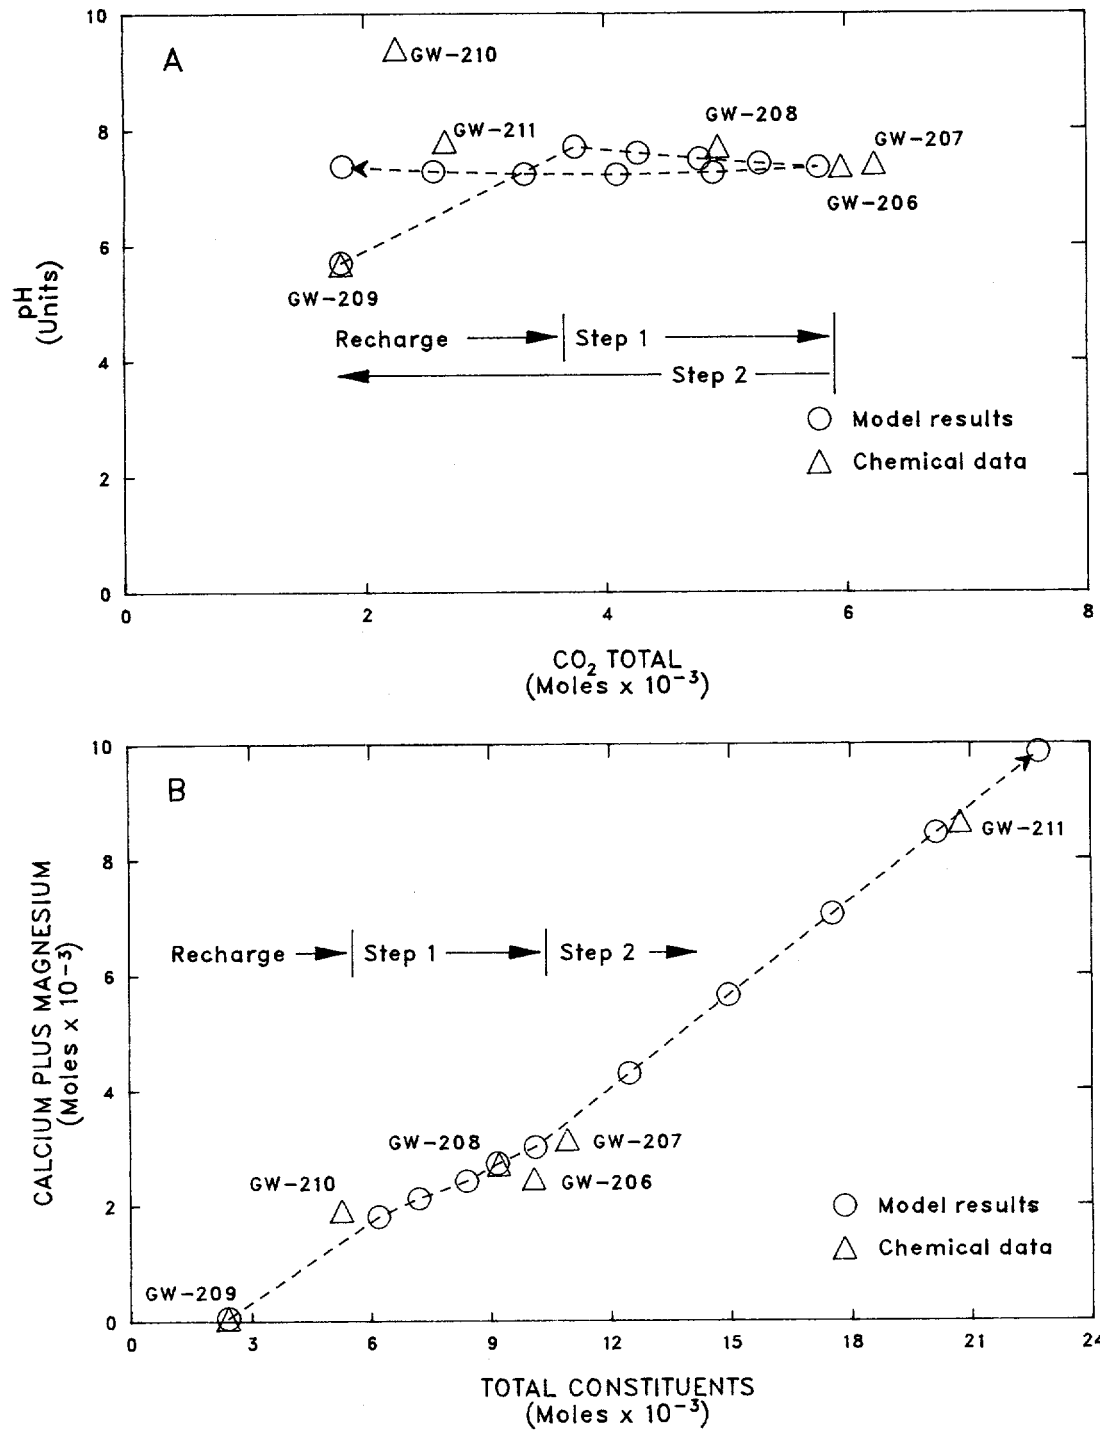 10
A
GW-210
8
GW-211
GW-208
GW-207
GW-206
6
GW-209
pH
(Units)
Recharge
Step 1
4
Step 2
Model results
Chemical data
2
0
0
2
4
6
8
CO₂ TOTAL
(Moles x 10⁻³)
10
B
GW-211
8
Recharge
Step 1
Step 2
6
CALCIUM PLUS MAGNESIUM
(Moles x 10⁻³)
4
GW-208
GW-207
GW-210
GW-206
2
Model results
Chemical data
GW-209
0
0
3
6
9
12
15
18
21
24
TOTAL CONSTITUENTS
(Moles x 10⁻³)